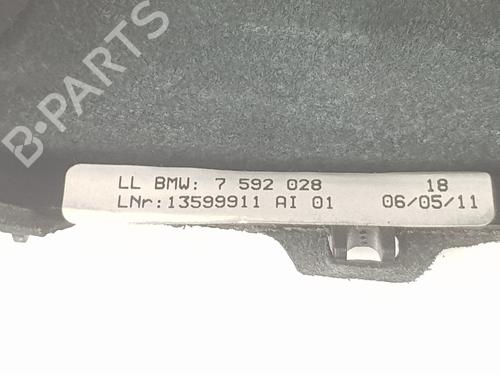 B-PARTS
LL BMW: 7 592 028 18
LNr:13599911 AI 01 06/05/11